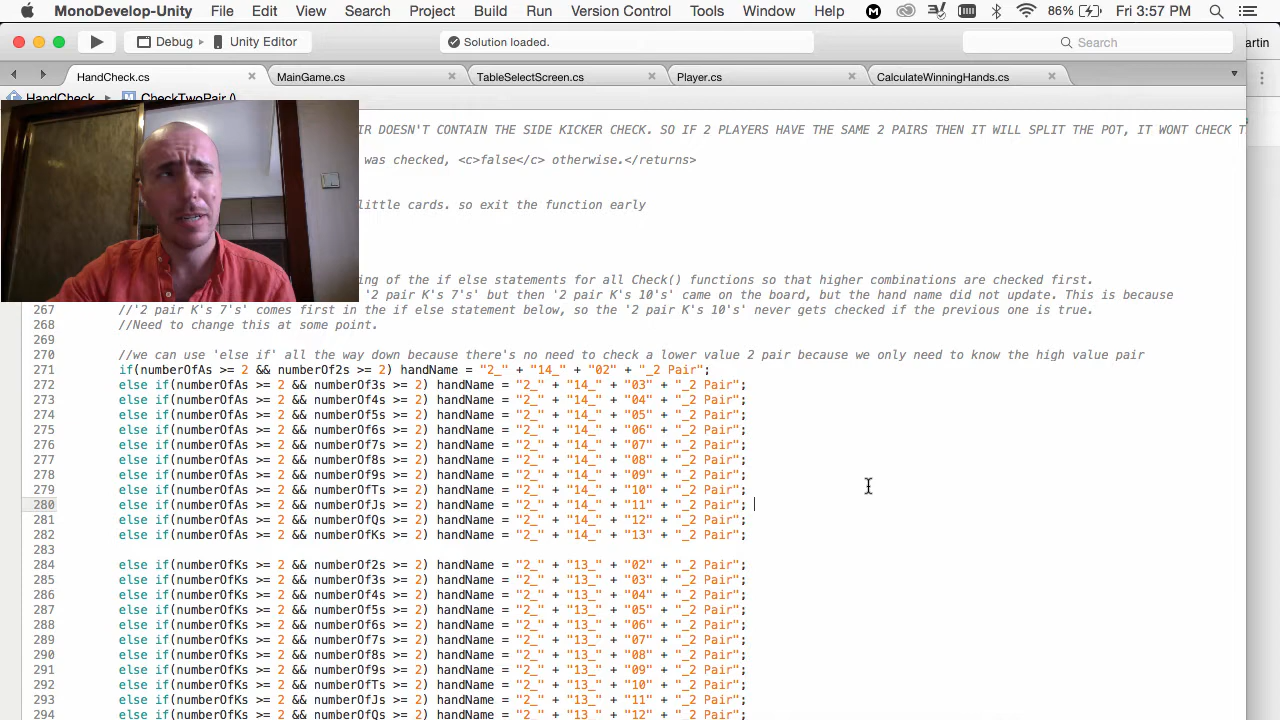 MonoDevelop-Unity File Edit View Search Project Build Run Version Control Tools Window Help 86% Fri 3:57 PM
Debug Unity Editor Solution loaded. Search artin
HandCheck.cs MainGame.cs TableSelectScreen.cs Player.cs CalculateWinningHands.cs
HandCheck CheckTwoPair ()
IR DOESN'T CONTAIN THE SIDE KICKER CHECK. SO IF 2 PLAYERS HAVE THE SAME 2 PAIRS THEN IT WILL SPLIT THE POT, IT WONT CHECK T
was checked, <c>false</c> otherwise.</returns>
little cards. so exit the function early
ing of the if else statements for all Check() functions so that higher combinations are checked first.
'2 pair K's 7's' but then '2 pair K's 10's' came on the board, but the hand name did not update. This is because
267 //'2 pair K's 7's' comes first in the if else statement below, so the '2 pair K's 10's' never gets checked if the previous one is true.
268 //Need to change this at some point.
269
270 //we can use 'else if' all the way down because there's no need to check a lower value 2 pair because we only need to know the high value pair
271 if(numberOfAs >= 2 && numberOf2s >= 2) handName = "2_" + "14_" + "02" + "_2 Pair";
272 else if(numberOfAs >= 2 && numberOf3s >= 2) handName = "2_" + "14_" + "03" + "_2 Pair";
273 else if(numberOfAs >= 2 && numberOf4s >= 2) handName = "2_" + "14_" + "04" + "_2 Pair";
274 else if(numberOfAs >= 2 && numberOf5s >= 2) handName = "2_" + "14_" + "05" + "_2 Pair";
275 else if(numberOfAs >= 2 && numberOf6s >= 2) handName = "2_" + "14_" + "06" + "_2 Pair";
276 else if(numberOfAs >= 2 && numberOf7s >= 2) handName = "2_" + "14_" + "07" + "_2 Pair";
277 else if(numberOfAs >= 2 && numberOf8s >= 2) handName = "2_" + "14_" + "08" + "_2 Pair";
278 else if(numberOfAs >= 2 && numberOf9s >= 2) handName = "2_" + "14_" + "09" + "_2 Pair";
279 else if(numberOfAs >= 2 && numberOfTs >= 2) handName = "2_" + "14_" + "10" + "_2 Pair";
280 else if(numberOfAs >= 2 && numberOfJs >= 2) handName = "2_" + "14_" + "11" + "_2 Pair";
281 else if(numberOfAs >= 2 && numberOfQs >= 2) handName = "2_" + "14_" + "12" + "_2 Pair";
282 else if(numberOfAs >= 2 && numberOfKs >= 2) handName = "2_" + "14_" + "13" + "_2 Pair";
283
284 else if(numberOfKs >= 2 && numberOf2s >= 2) handName = "2_" + "13_" + "02" + "_2 Pair";
285 else if(numberOfKs >= 2 && numberOf3s >= 2) handName = "2_" + "13_" + "03" + "_2 Pair";
286 else if(numberOfKs >= 2 && numberOf4s >= 2) handName = "2_" + "13_" + "04" + "_2 Pair";
287 else if(numberOfKs >= 2 && numberOf5s >= 2) handName = "2_" + "13_" + "05" + "_2 Pair";
288 else if(numberOfKs >= 2 && numberOf6s >= 2) handName = "2_" + "13_" + "06" + "_2 Pair";
289 else if(numberOfKs >= 2 && numberOf7s >= 2) handName = "2_" + "13_" + "07" + "_2 Pair";
290 else if(numberOfKs >= 2 && numberOf8s >= 2) handName = "2_" + "13_" + "08" + "_2 Pair";
291 else if(numberOfKs >= 2 && numberOf9s >= 2) handName = "2_" + "13_" + "09" + "_2 Pair";
292 else if(numberOfKs >= 2 && numberOfTs >= 2) handName = "2_" + "13_" + "10" + "_2 Pair";
293 else if(numberOfKs >= 2 && numberOfJs >= 2) handName = "2_" + "13_" + "11" + "_2 Pair";
294 else if(numberOfKs >= 2 && numberOfQs >= 2) handName = "2_" + "13_" + "12" + "_2 Pair";